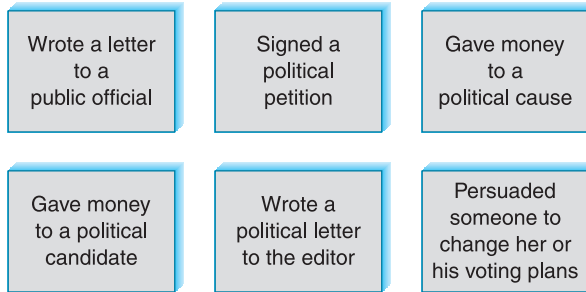 Wrote a letter
to a
public official
Signed a
political
petition
Gave money
to a
political cause
Gave money
to a political
candidate
Wrote a
political letter
to the editor
Persuaded
someone to
change her or
his voting plans